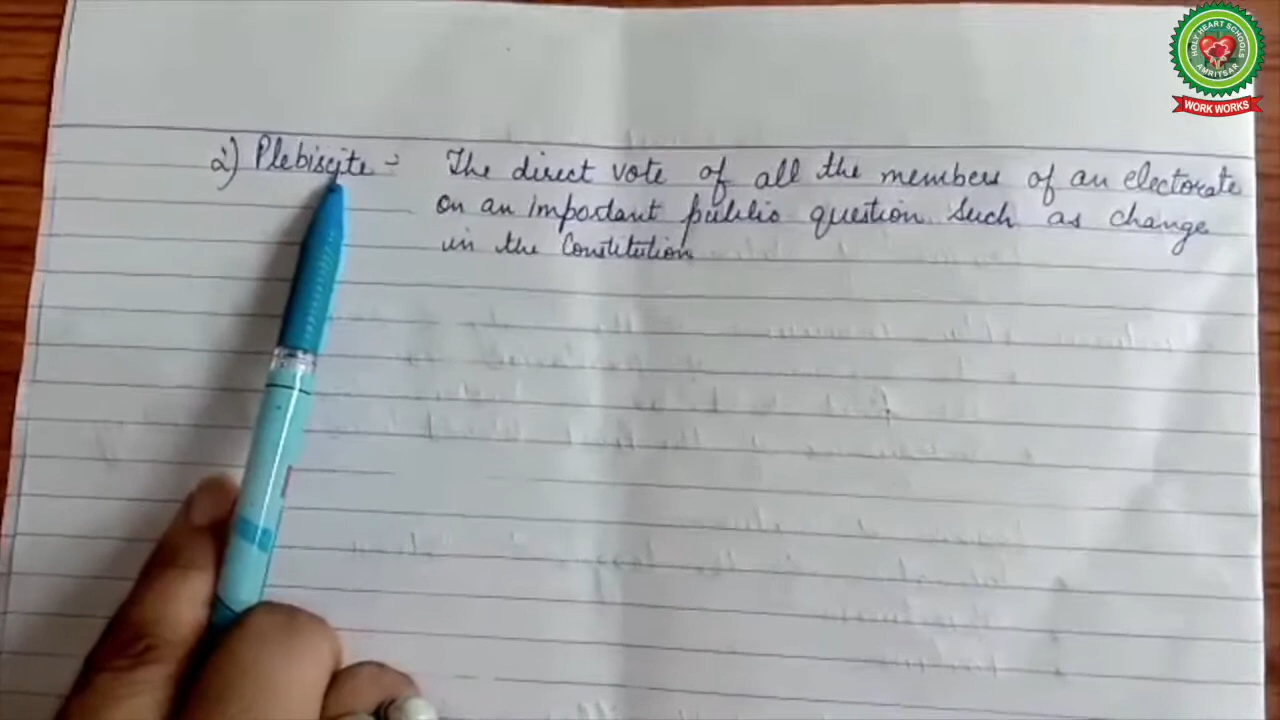 2) Plebiscite :- The direct vote of all the members of an electorate
on an important public question such as change
in the Constitution
HOLY HEART SCHOOLS
AMRITSAR
WORK WORKS